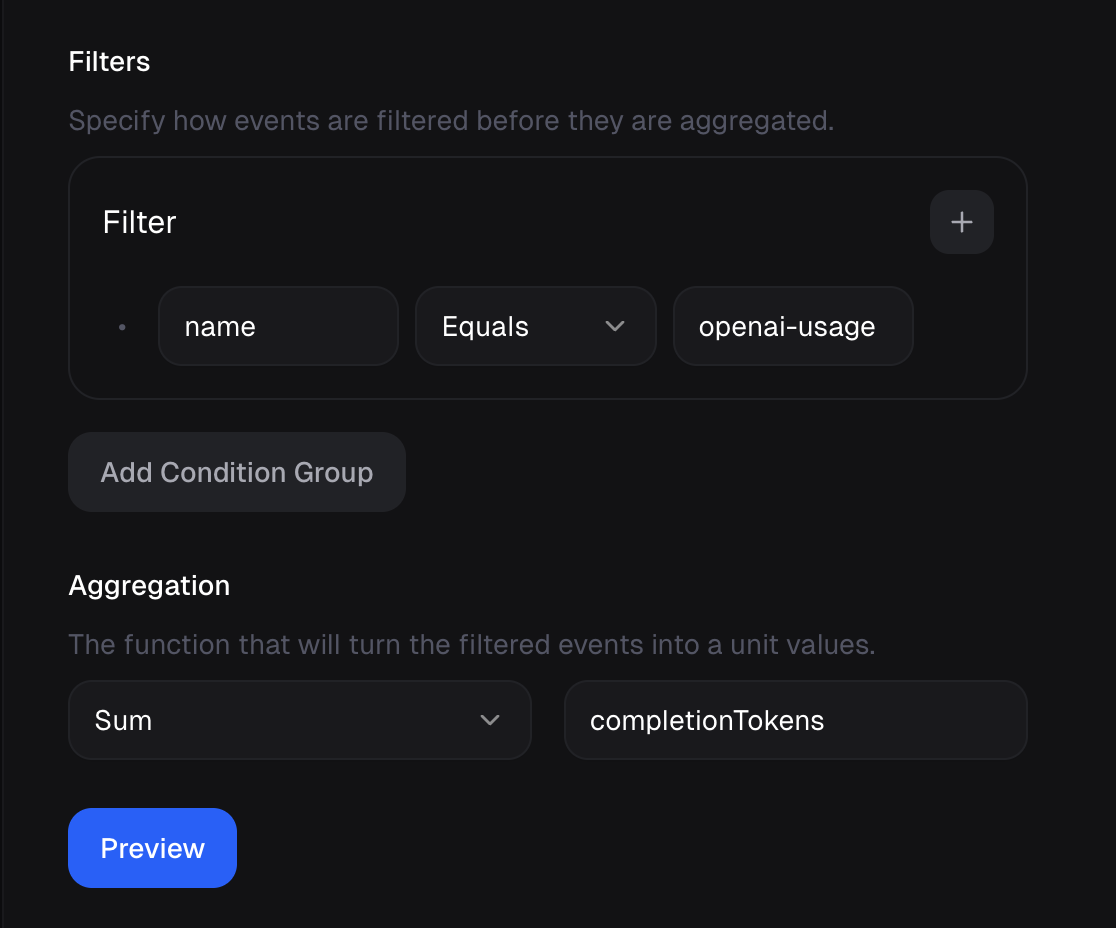 Filters
Specify how events are filtered before they are aggregated.
Filter
name Equals openai-usage
Add Condition Group
Aggregation
The function that will turn the filtered events into a unit values.
Sum completionTokens
Preview